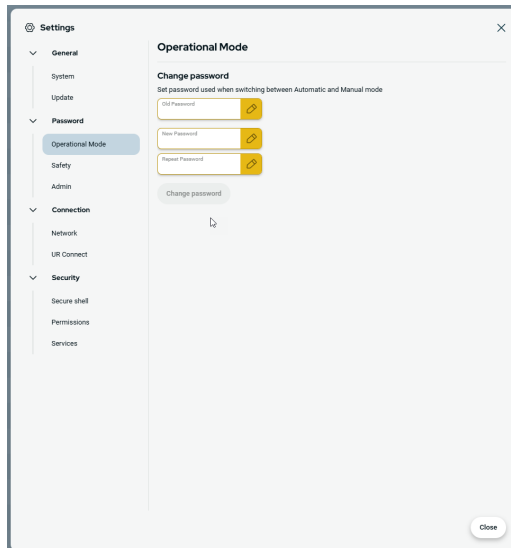 Settings
General
System
Update
Password
Operational Mode
Safety
Admin
Connection
Network
UR Connect
Security
Secure shell
Permissions
Services
Operational Mode
Change password
Set password used when switching between Automatic and Manual mode
Old Password
New Password
Repeat Password
Change password
Close